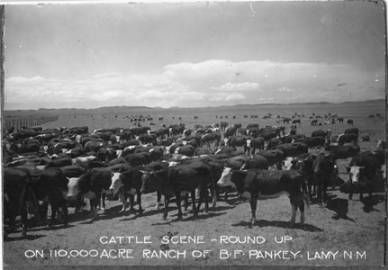 CATTLE SCENE - ROUND UP
ON 110,000 ACRE RANCH OF B.F. PANKEY - LAMY N.M